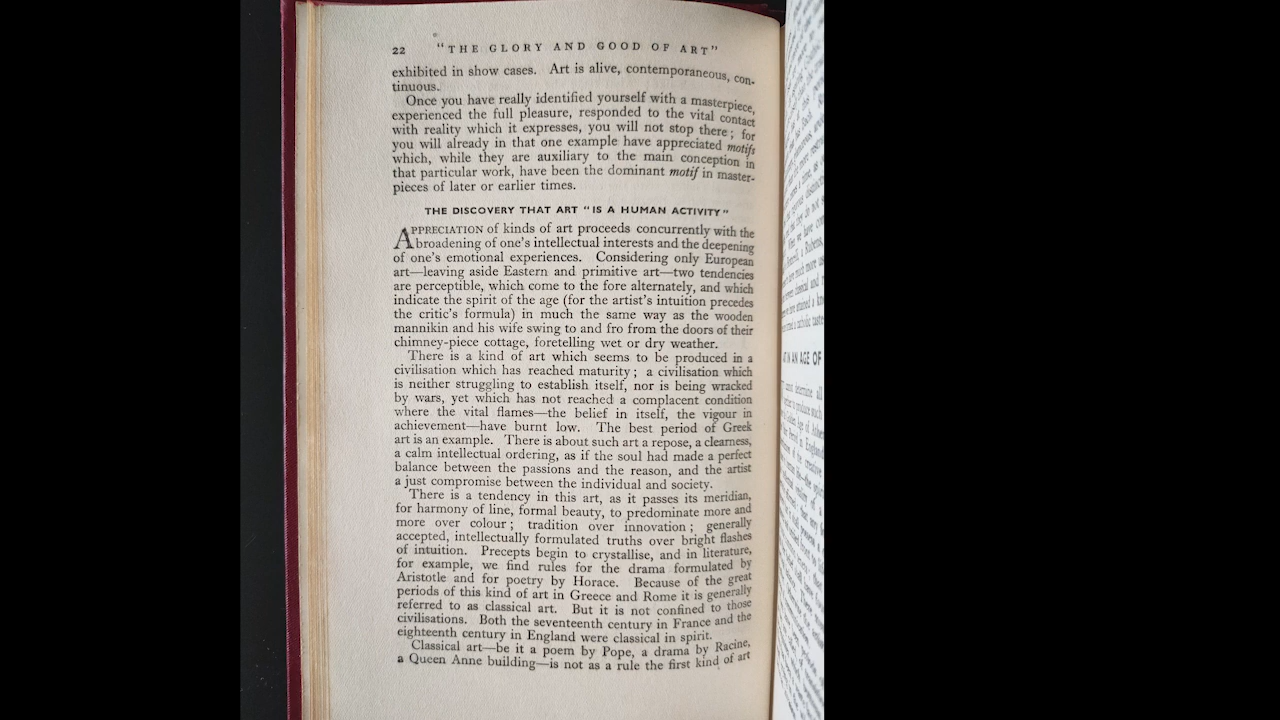 22 "THE GLORY AND GOOD OF ART"
exhibited in show cases. Art is alive, contemporaneous, con-
tinuous.
Once you have really identified yourself with a masterpiece,
experienced the full pleasure, responded to the vital contact
with reality which it expresses, you will not stop there; for
you will already in that one example have appreciated motifs
which, while they are auxiliary to the main conception in
that particular work, have been the dominant motif in master-
pieces of later or earlier times.
THE DISCOVERY THAT ART "IS A HUMAN ACTIVITY"
APPRECIATION of kinds of art proceeds concurrently with the
broadening of one's intellectual interests and the deepening
of one's emotional experiences. Considering only European
art—leaving aside Eastern and primitive art—two tendencies
are perceptible, which come to the fore alternately, and which
indicate the spirit of the age (for the artist's intuition precedes
the critic's formula) in much the same way as the wooden
mannikin and his wife swing to and fro from the doors of their
chimney-piece cottage, foretelling wet or dry weather.
There is a kind of art which seems to be produced in a
civilisation which has reached maturity; a civilisation which
is neither struggling to establish itself, nor is being wracked
by wars, yet which has not reached a complacent condition
where the vital flames—the belief in itself, the vigour in
achievement—have burnt low. The best period of Greek
art is an example. There is about such art a repose, a clearness,
a calm intellectual ordering, as if the soul had made a perfect
balance between the passions and the reason, and the artist
a just compromise between the individual and society.
There is a tendency in this art, as it passes its meridian,
for harmony of line, formal beauty, to predominate more and
more over colour; tradition over innovation; generally
accepted, intellectually formulated truths over bright flashes
of intuition. Precepts begin to crystallise, and in literature,
for example, we find rules for the drama formulated by
Aristotle and for poetry by Horace. Because of the great
periods of this kind of art in Greece and Rome it is generally
referred to as classical art. But it is not confined to those
civilisations. Both the seventeenth century in France and the
eighteenth century in England were classical in spirit.
Classical art—be it a poem by Pope, a drama by Racine,
a Queen Anne building—is not as a rule the first kind of art
IN AN AGE OF